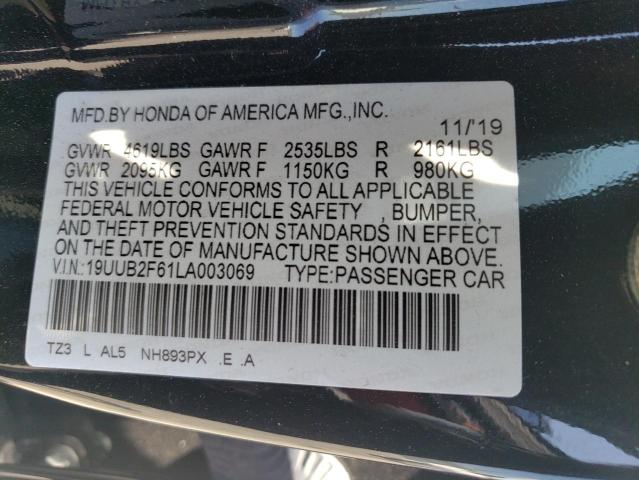 MFD.BY HONDA OF AMERICA MFG.,INC.
11/'19
GVWR 4619LBS GAWR F 2535LBS R 2161LBS
GVWR 2095KG GAWR F 1150KG R 980KG
THIS VEHICLE CONFORMS TO ALL APPLICABLE
FEDERAL MOTOR VEHICLE SAFETY , BUMPER,
AND THEFT PREVENTION STANDARDS IN EFFECT
ON THE DATE OF MANUFACTURE SHOWN ABOVE.
V.I.N.:19UUB2F61LA003069 TYPE:PASSENGER CAR
TZ3 L AL5 NH893PX .E .A